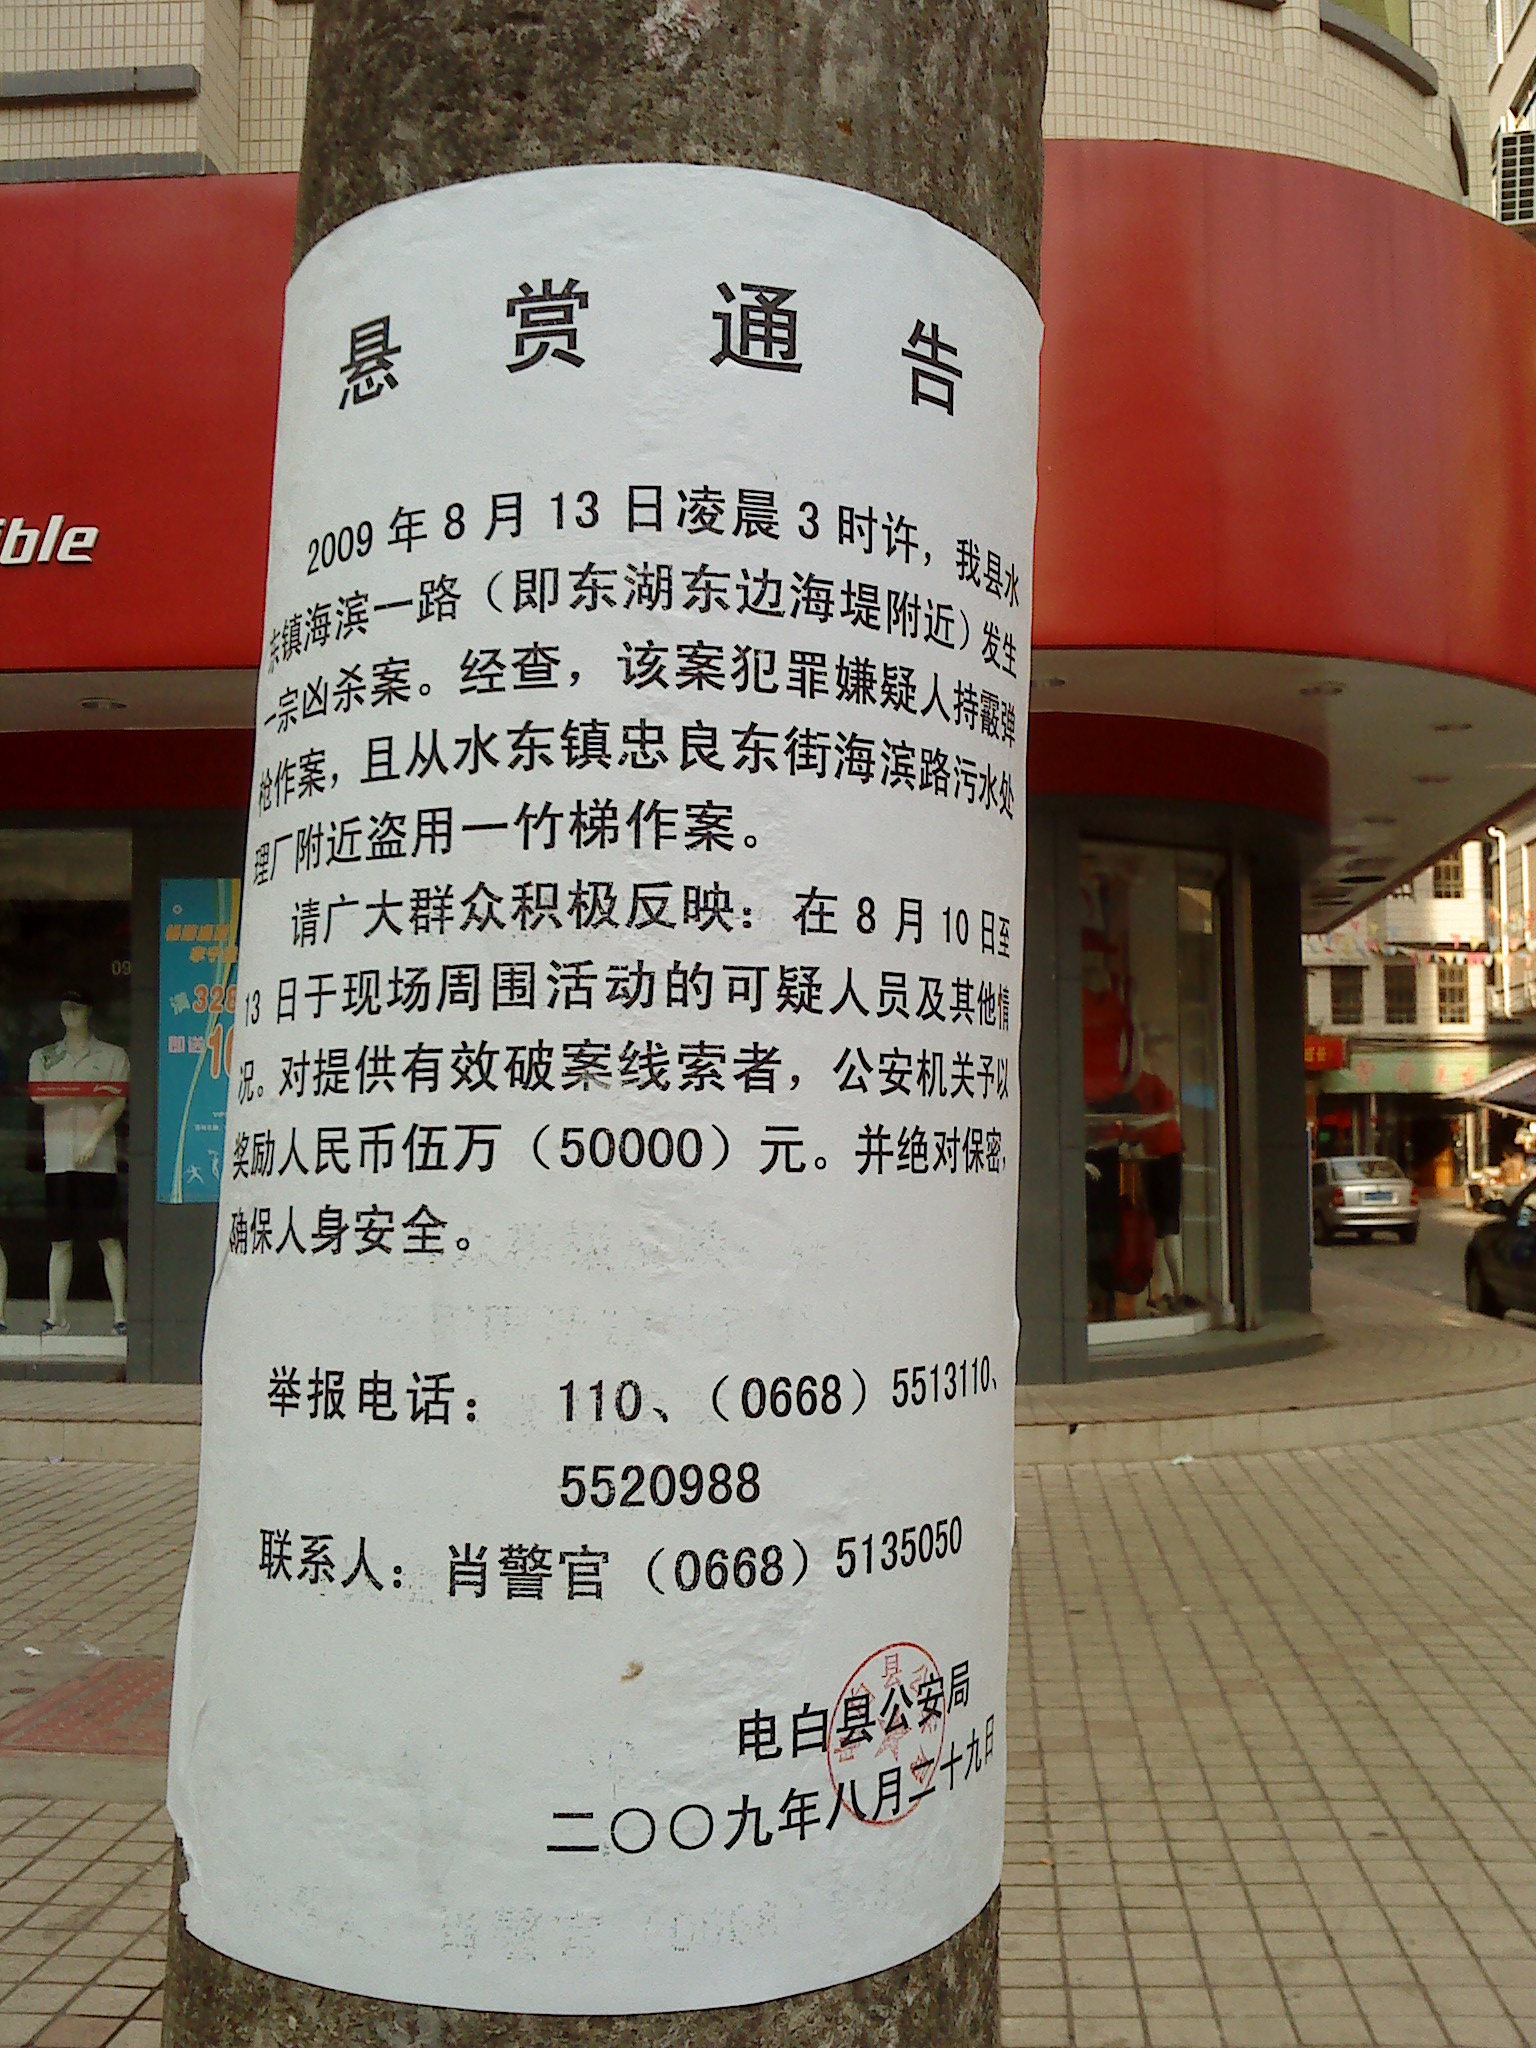 悬赏通告
2009年8月13日凌晨3时许，我县水
东镇海滨一路（即东湖东边海堤附近）发生
一宗凶杀案。经查，该案犯罪嫌疑人持霰弹
枪作案，且从水东镇忠良东街海滨路污水处
理厂附近盗用一竹梯作案。
请广大群众积极反映：在8月10日至
13日于现场周围活动的可疑人员及其他情
况。对提供有效破案线索者，公安机关予以
奖励人民币伍万（50000）元。并绝对保密，
确保人身安全。
举报电话：110、（0668）5513110、
5520988
联系人：肖警官（0668）5135050
电白县公安局
二〇〇九年八月二十九日
ible
09
328
即送10